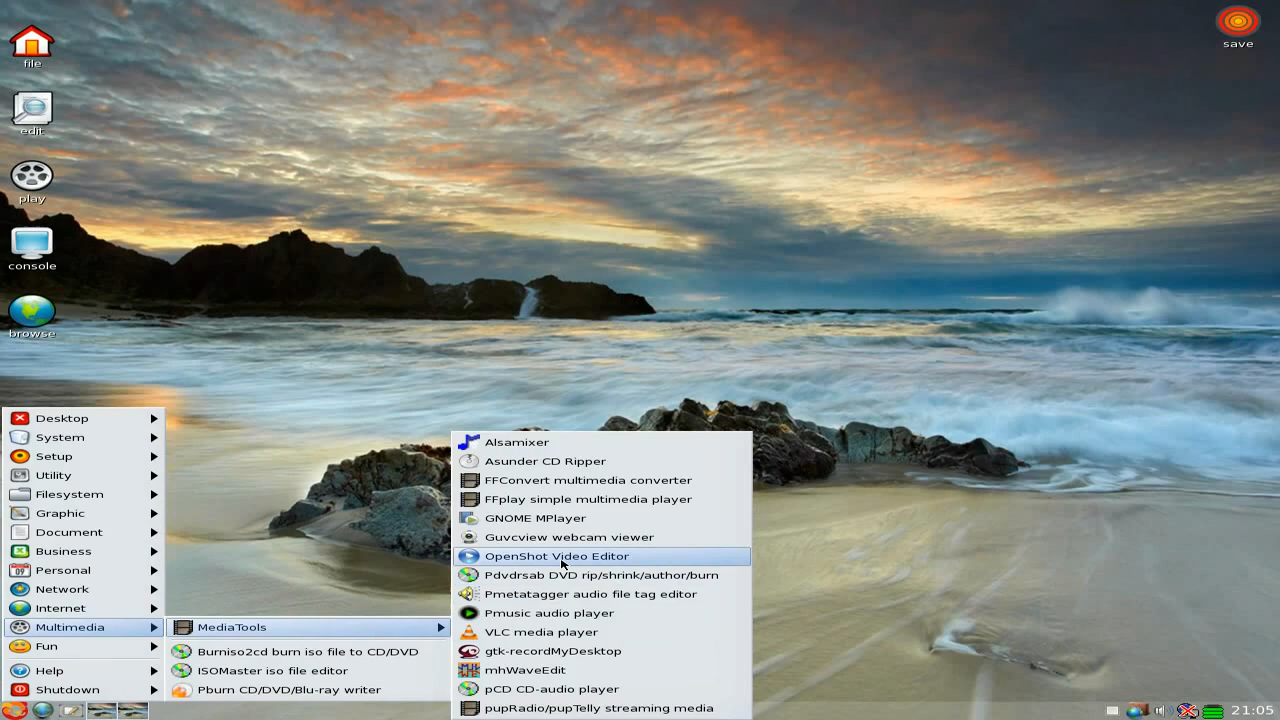 file
edit
play
console
browse
save
Desktop
System
Setup
Utility
Filesystem
Graphic
Document
Business
Personal
Network
Internet
Multimedia
Fun
Help
Shutdown
MediaTools
Burniso2cd burn iso file to CD/DVD
ISOMaster iso file editor
Pburn CD/DVD/Blu-ray writer
Alsamixer
Asunder CD Ripper
FFConvert multimedia converter
FFplay simple multimedia player
GNOME MPlayer
Guvcview webcam viewer
OpenShot Video Editor
Pdvdrsab DVD rip/shrink/author/burn
Pmetatagger audio file tag editor
Pmusic audio player
VLC media player
gtk-recordMyDesktop
mhWaveEdit
pCD CD-audio player
pupRadio/pupTelly streaming media
21:05